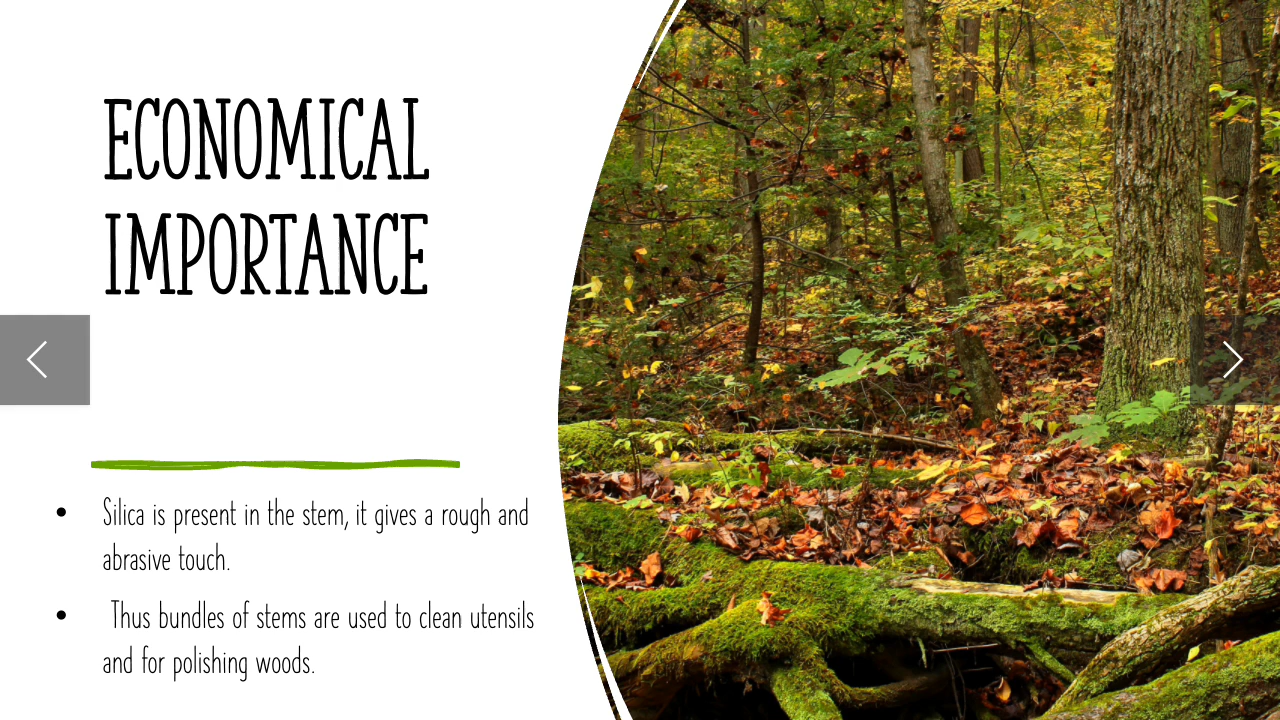 ECONOMICAL
IMPORTANCE
• Silica is present in the stem, it gives a rough and
abrasive touch.
• Thus bundles of stems are used to clean utensils
and for polishing woods.